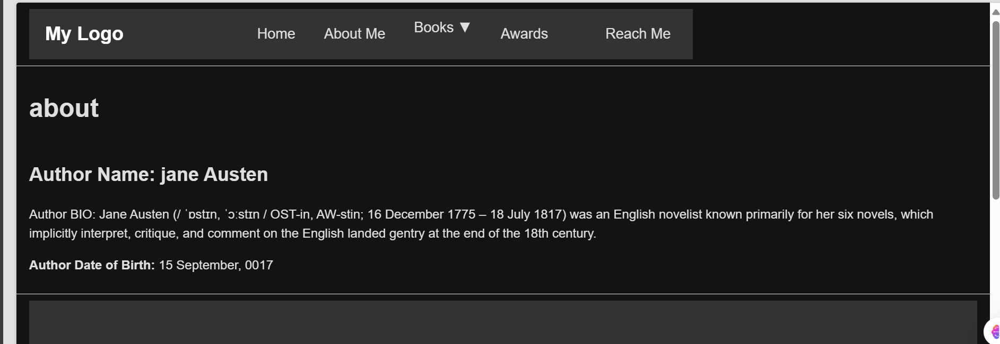 My Logo Home About Me Books ▼ Awards Reach Me
about
Author Name: jane Austen
Author BIO: Jane Austen (/ ˈɒstɪn, ˈɔːstɪn / OST-in, AW-stin; 16 December 1775 – 18 July 1817) was an English novelist known primarily for her six novels, which
implicitly interpret, critique, and comment on the English landed gentry at the end of the 18th century.
Author Date of Birth: 15 September, 0017